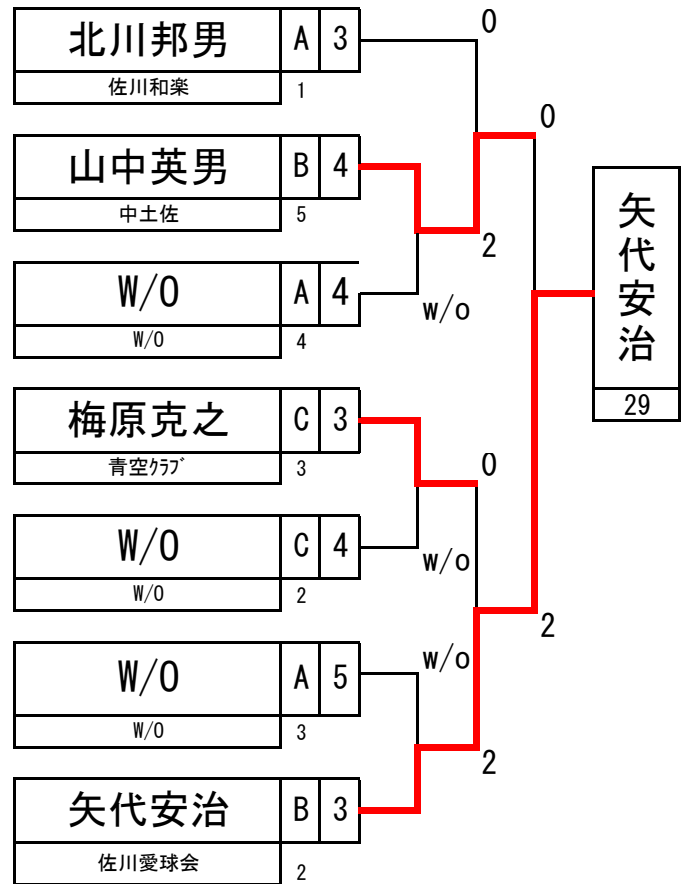 北川邦男 A 3
佐川和楽 1
0
0
山中英男 B 4
中土佐 5
2
W/O A 4
W/O 4
w/o
矢代安治
29
梅原克之 C 3
青空ｸﾗﾌﾞ 3
0
W/O C 4
W/O 2
w/o
2
W/O A 5
W/O 3
w/o
2
矢代安治 B 3
佐川愛球会 2